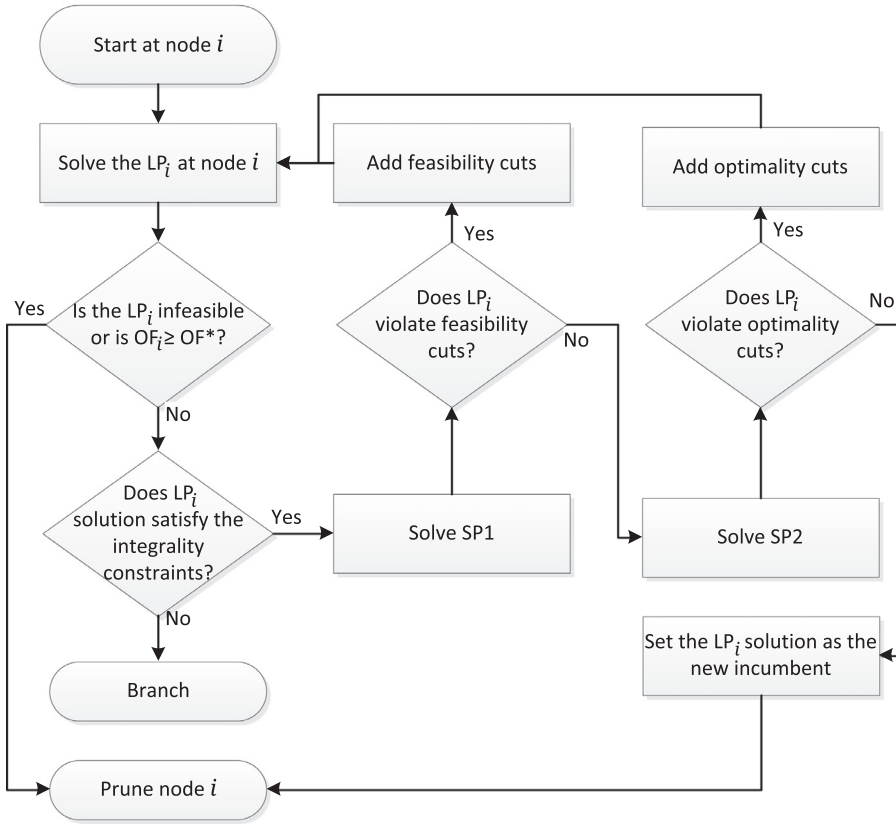 Start at node i
Solve the LPi at node i
Add feasibility cuts
Add optimality cuts
Yes
Yes
Yes
Is the LPi infeasible
or is OFi≥ OF*?
Does LPi
violate feasibility
cuts?
No
Does LPi
violate optimality
cuts?
No
No
Does LPi
solution satisfy the
integrality
constraints?
Yes
Solve SP1
Solve SP2
No
Branch
Set the LPi solution as the
new incumbent
Prune node i